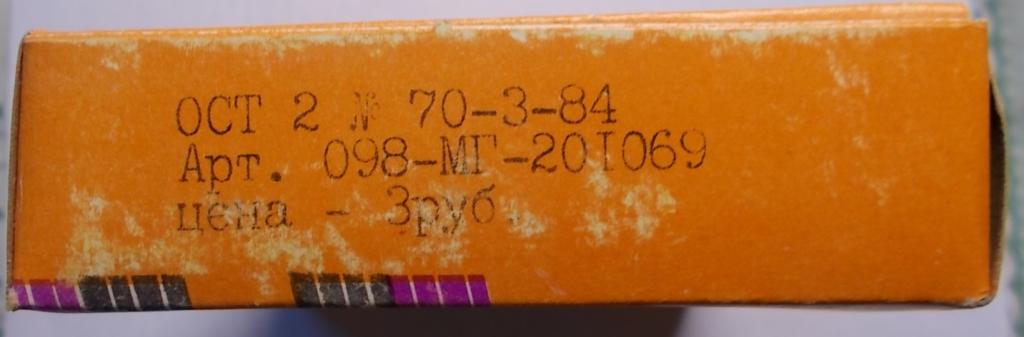 ОСТ 2 № 70-3-84
Арт. 098-МГ-20I069
цена - 3руб.